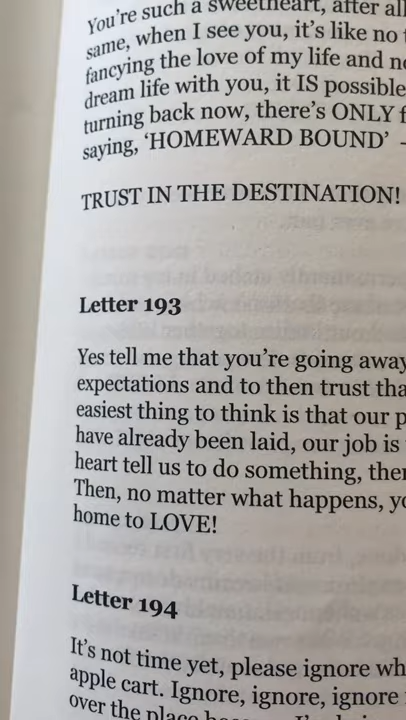 You're such a sweetheart, after all
same, when I see you, it's like no
fancying the love of my life and
dream life with you, it IS possible
turning back now, there's ONLY
saying, 'HOMEWARD BOUND' -
TRUST IN THE DESTINATION!
Letter 193
Yes tell me that you're going away
expectations and to then trust
easiest thing to think is that our
have already been laid, our job is
heart tell us to do something,
Then, no matter what happens,
home to LOVE!
Letter 194
It's not time yet, please ignore
apple cart. Ignore, ignore, ignore
over the place